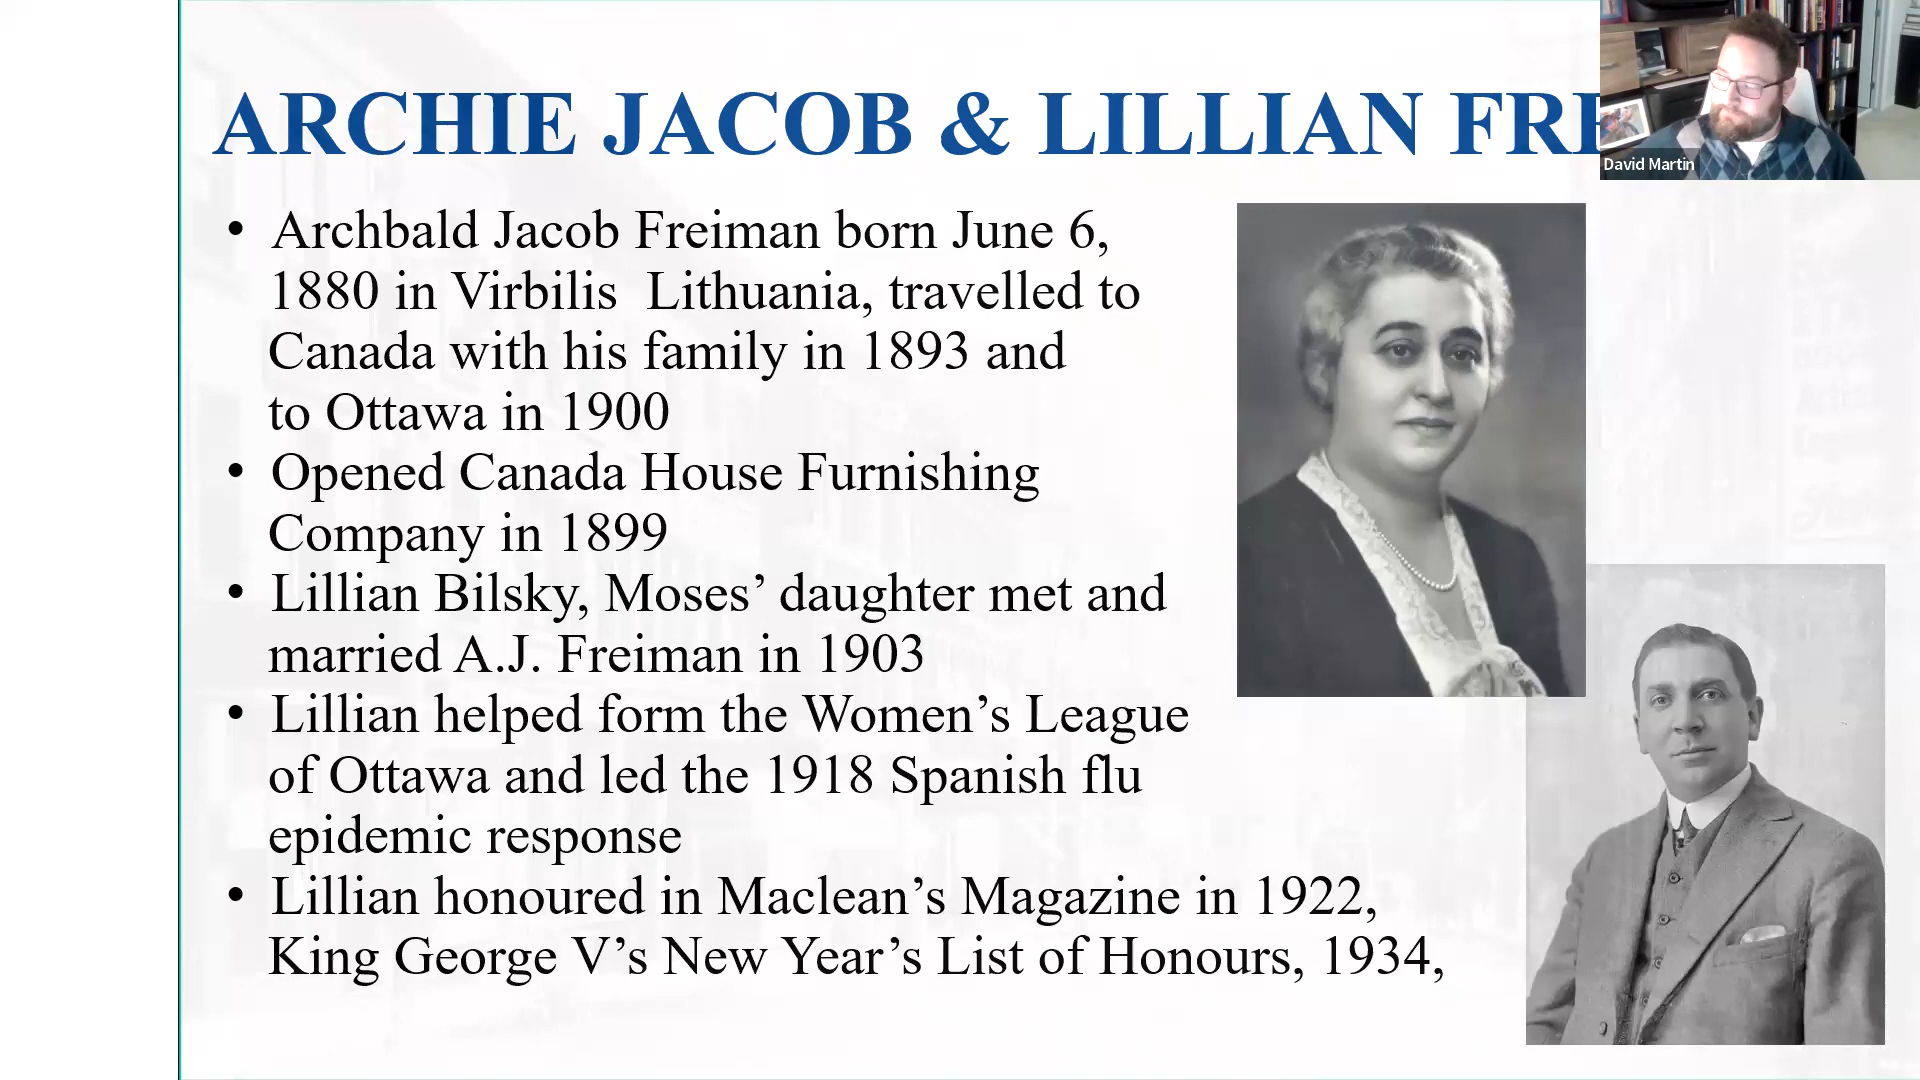 ARCHIE JACOB & LILLIAN FRE
David Martin
• Archbald Jacob Freiman born June 6,
1880 in Virbilis  Lithuania, travelled to
Canada with his family in 1893 and
to Ottawa in 1900
• Opened Canada House Furnishing
Company in 1899
• Lillian Bilsky, Moses’ daughter met and
married A.J. Freiman in 1903
• Lillian helped form the Women’s League
of Ottawa and led the 1918 Spanish flu
epidemic response
• Lillian honoured in Maclean’s Magazine in 1922,
King George V’s New Year’s List of Honours, 1934,